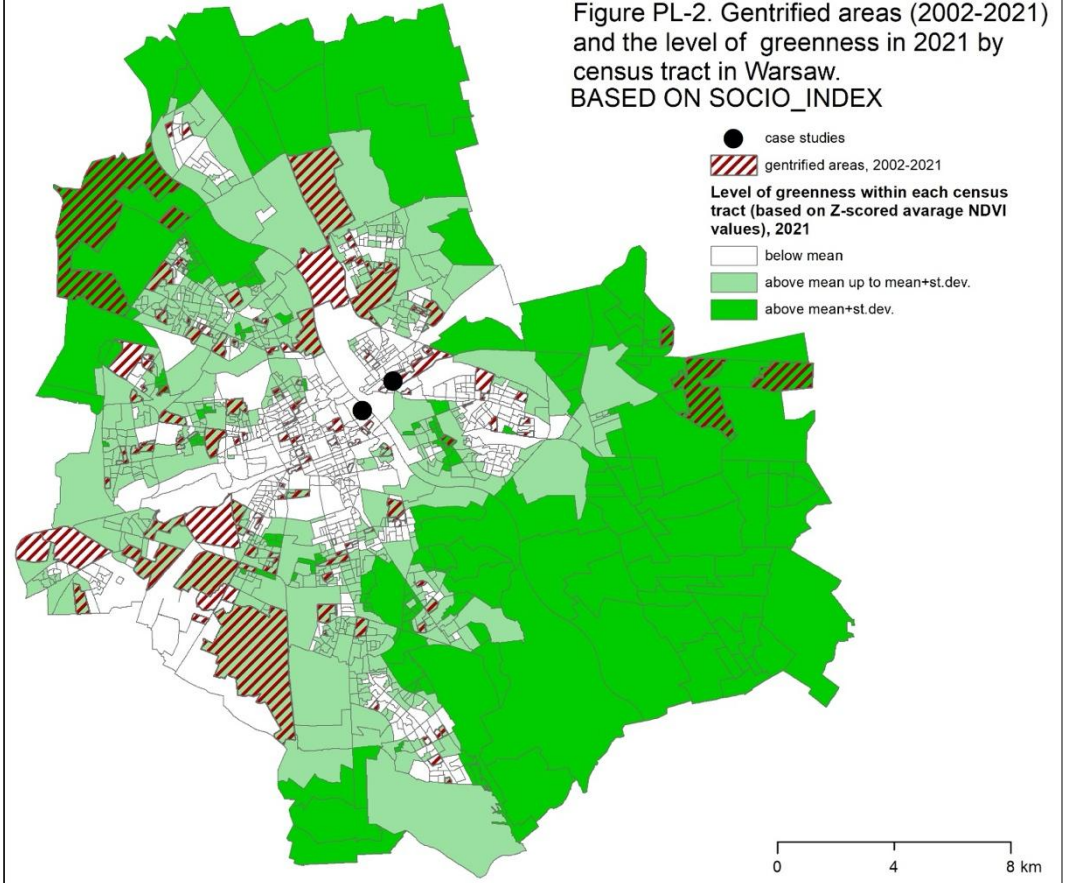 Figure PL-2. Gentrified areas (2002-2021)
and the level of greenness in 2021 by
census tract in Warsaw.
BASED ON SOCIO_INDEX
case studies
gentrified areas, 2002-2021
Level of greenness within each census
tract (based on Z-scored avarage NDVI
values), 2021
below mean
above mean up to mean+st.dev.
above mean+st.dev.
0 4 8 km